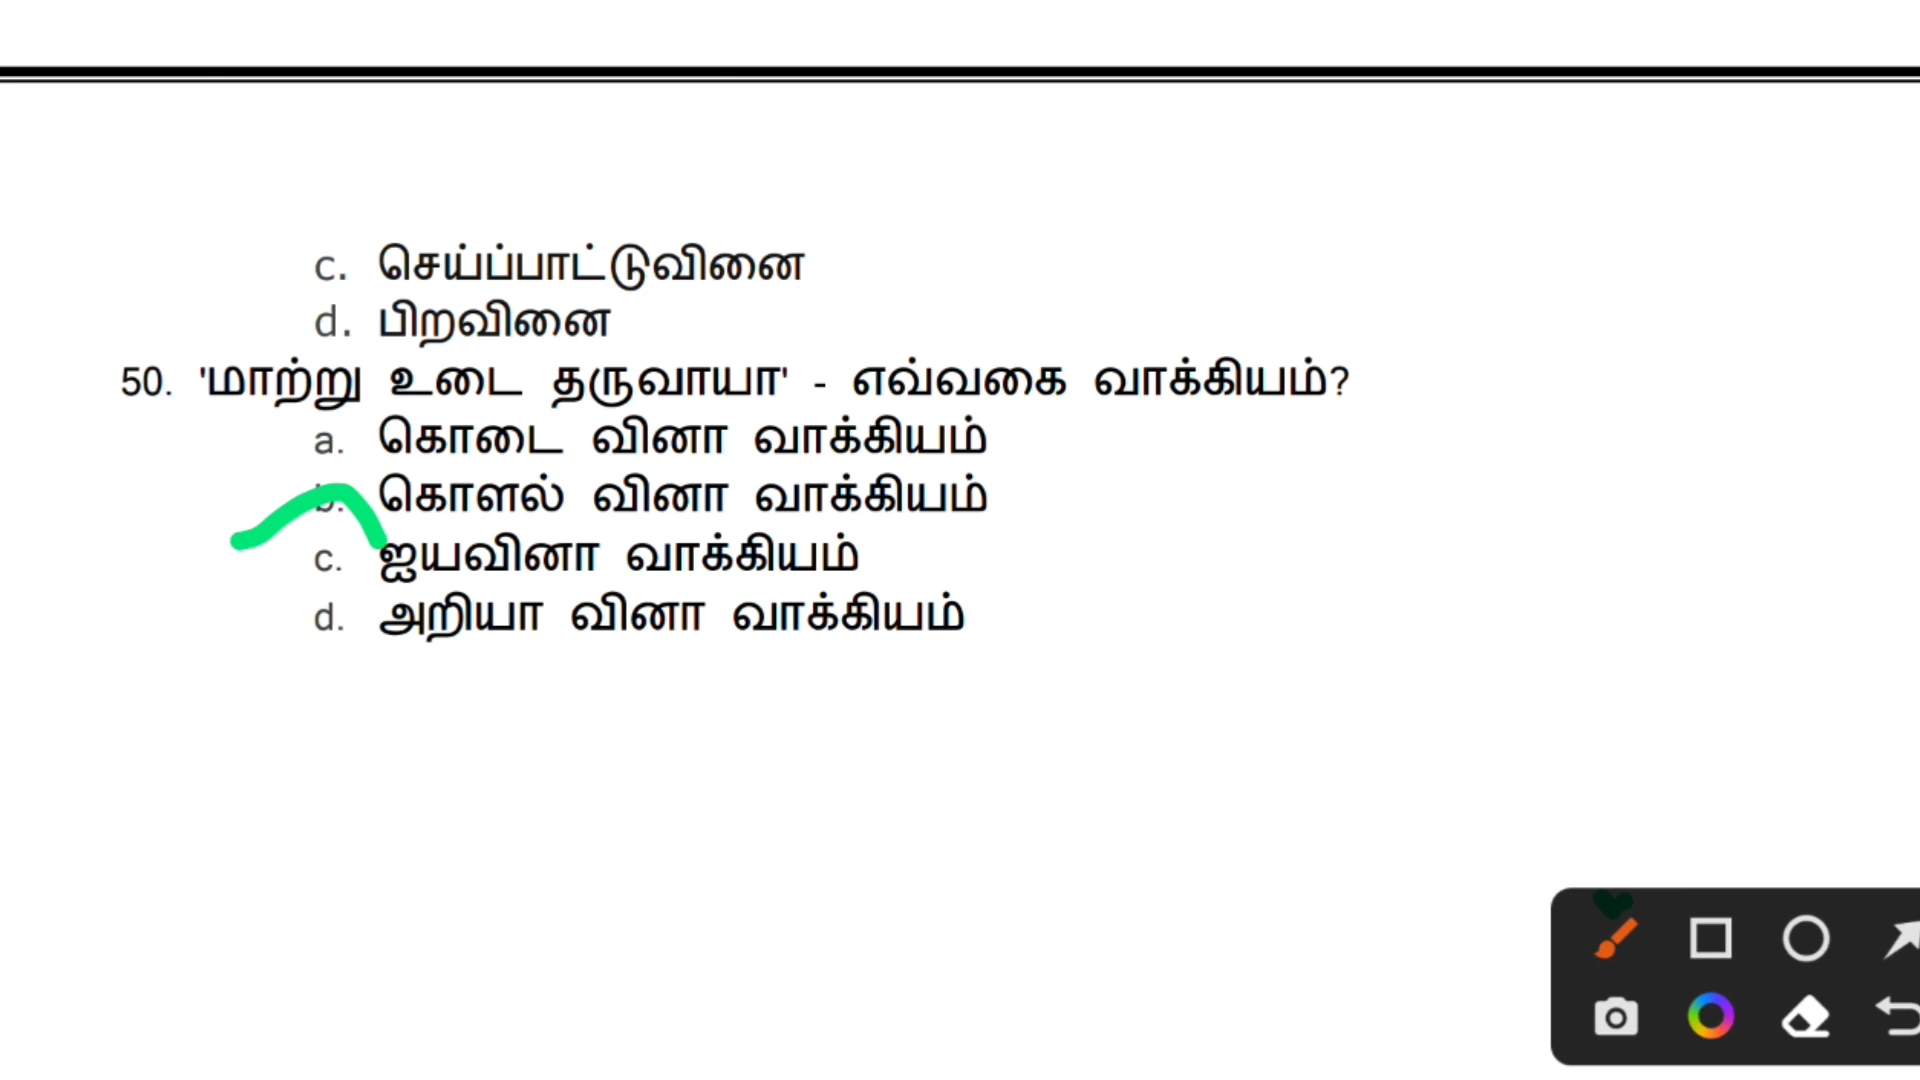 c. செய்ப்பாட்டுவினை
d. பிறவினை
50. 'மாற்று உடை தருவாயா' - எவ்வகை வாக்கியம்?
a. கொடை வினா வாக்கியம்
b. கொளல் வினா வாக்கியம்
c. ஐயவினா வாக்கியம்
d. அறியா வினா வாக்கியம்